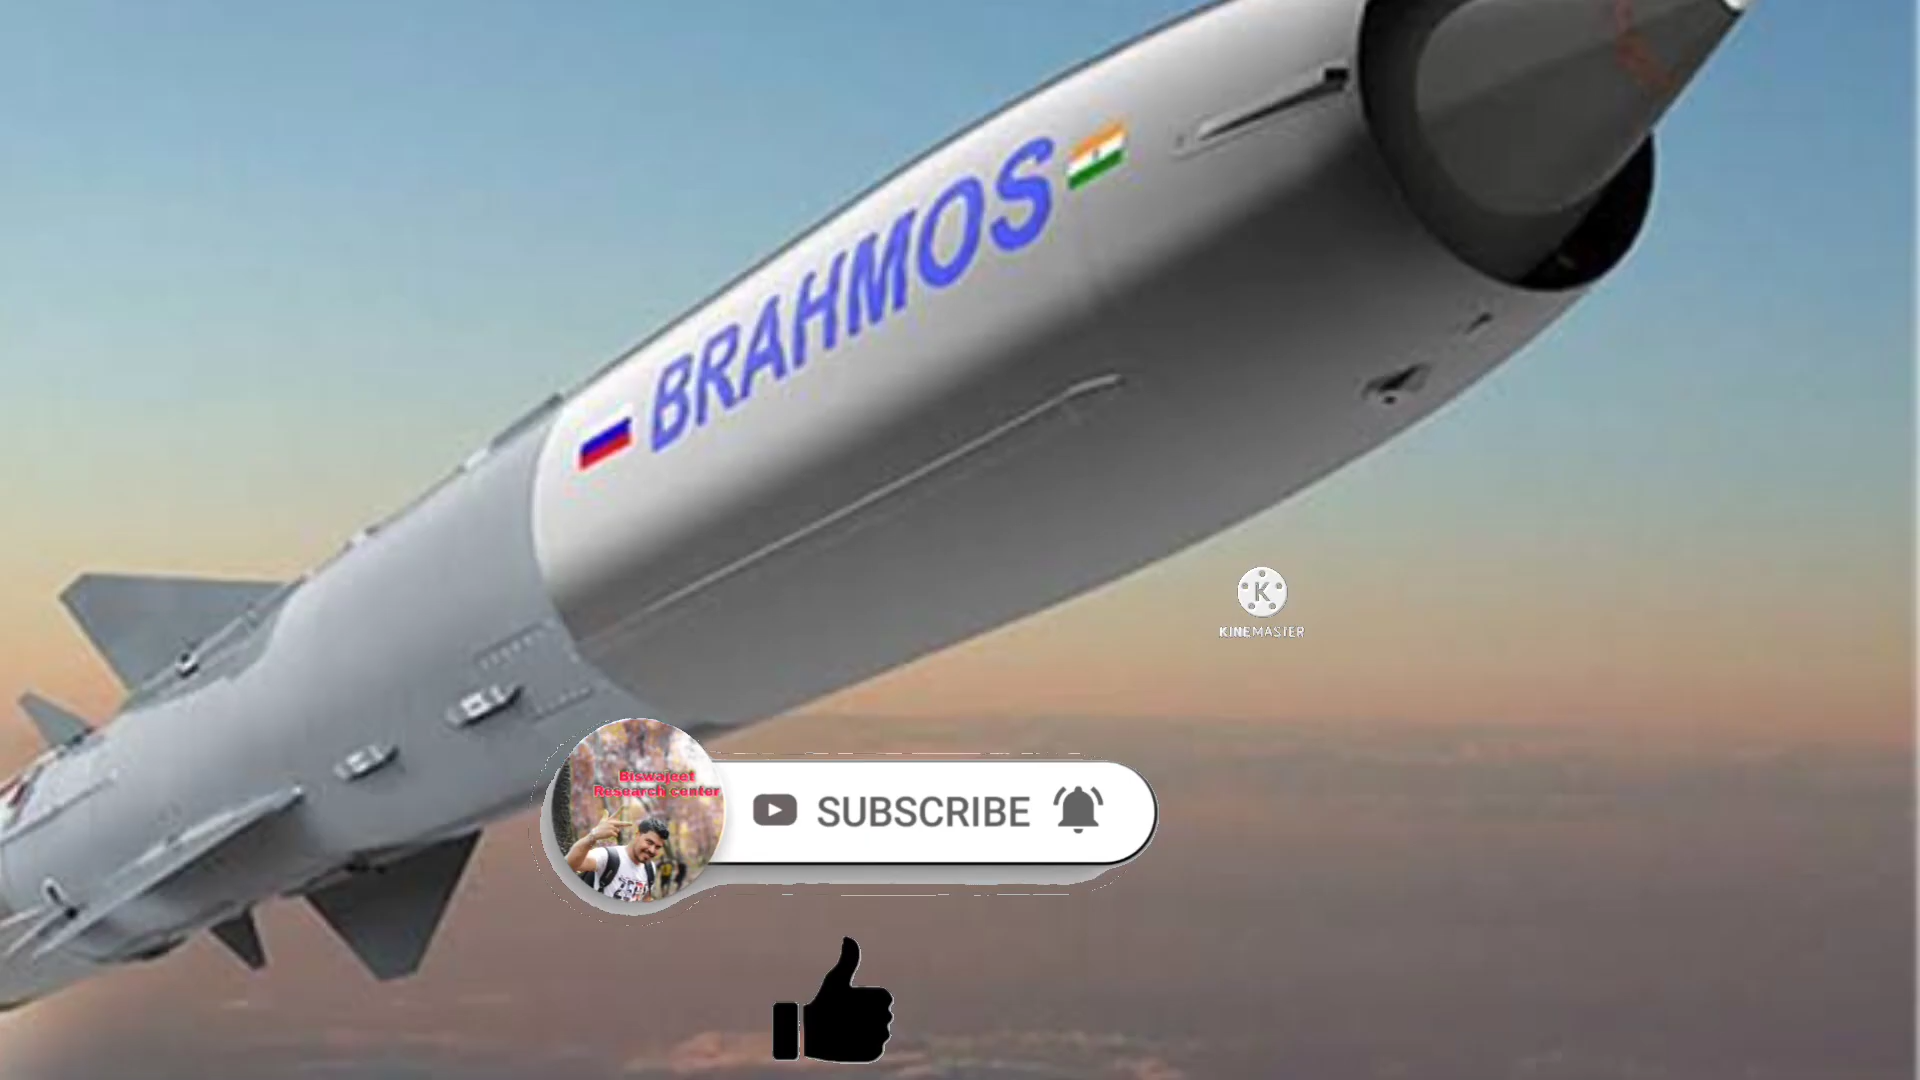 BRAHMOS
K
KINEMASTER
Biswajeet
Research center
SUBSCRIBE